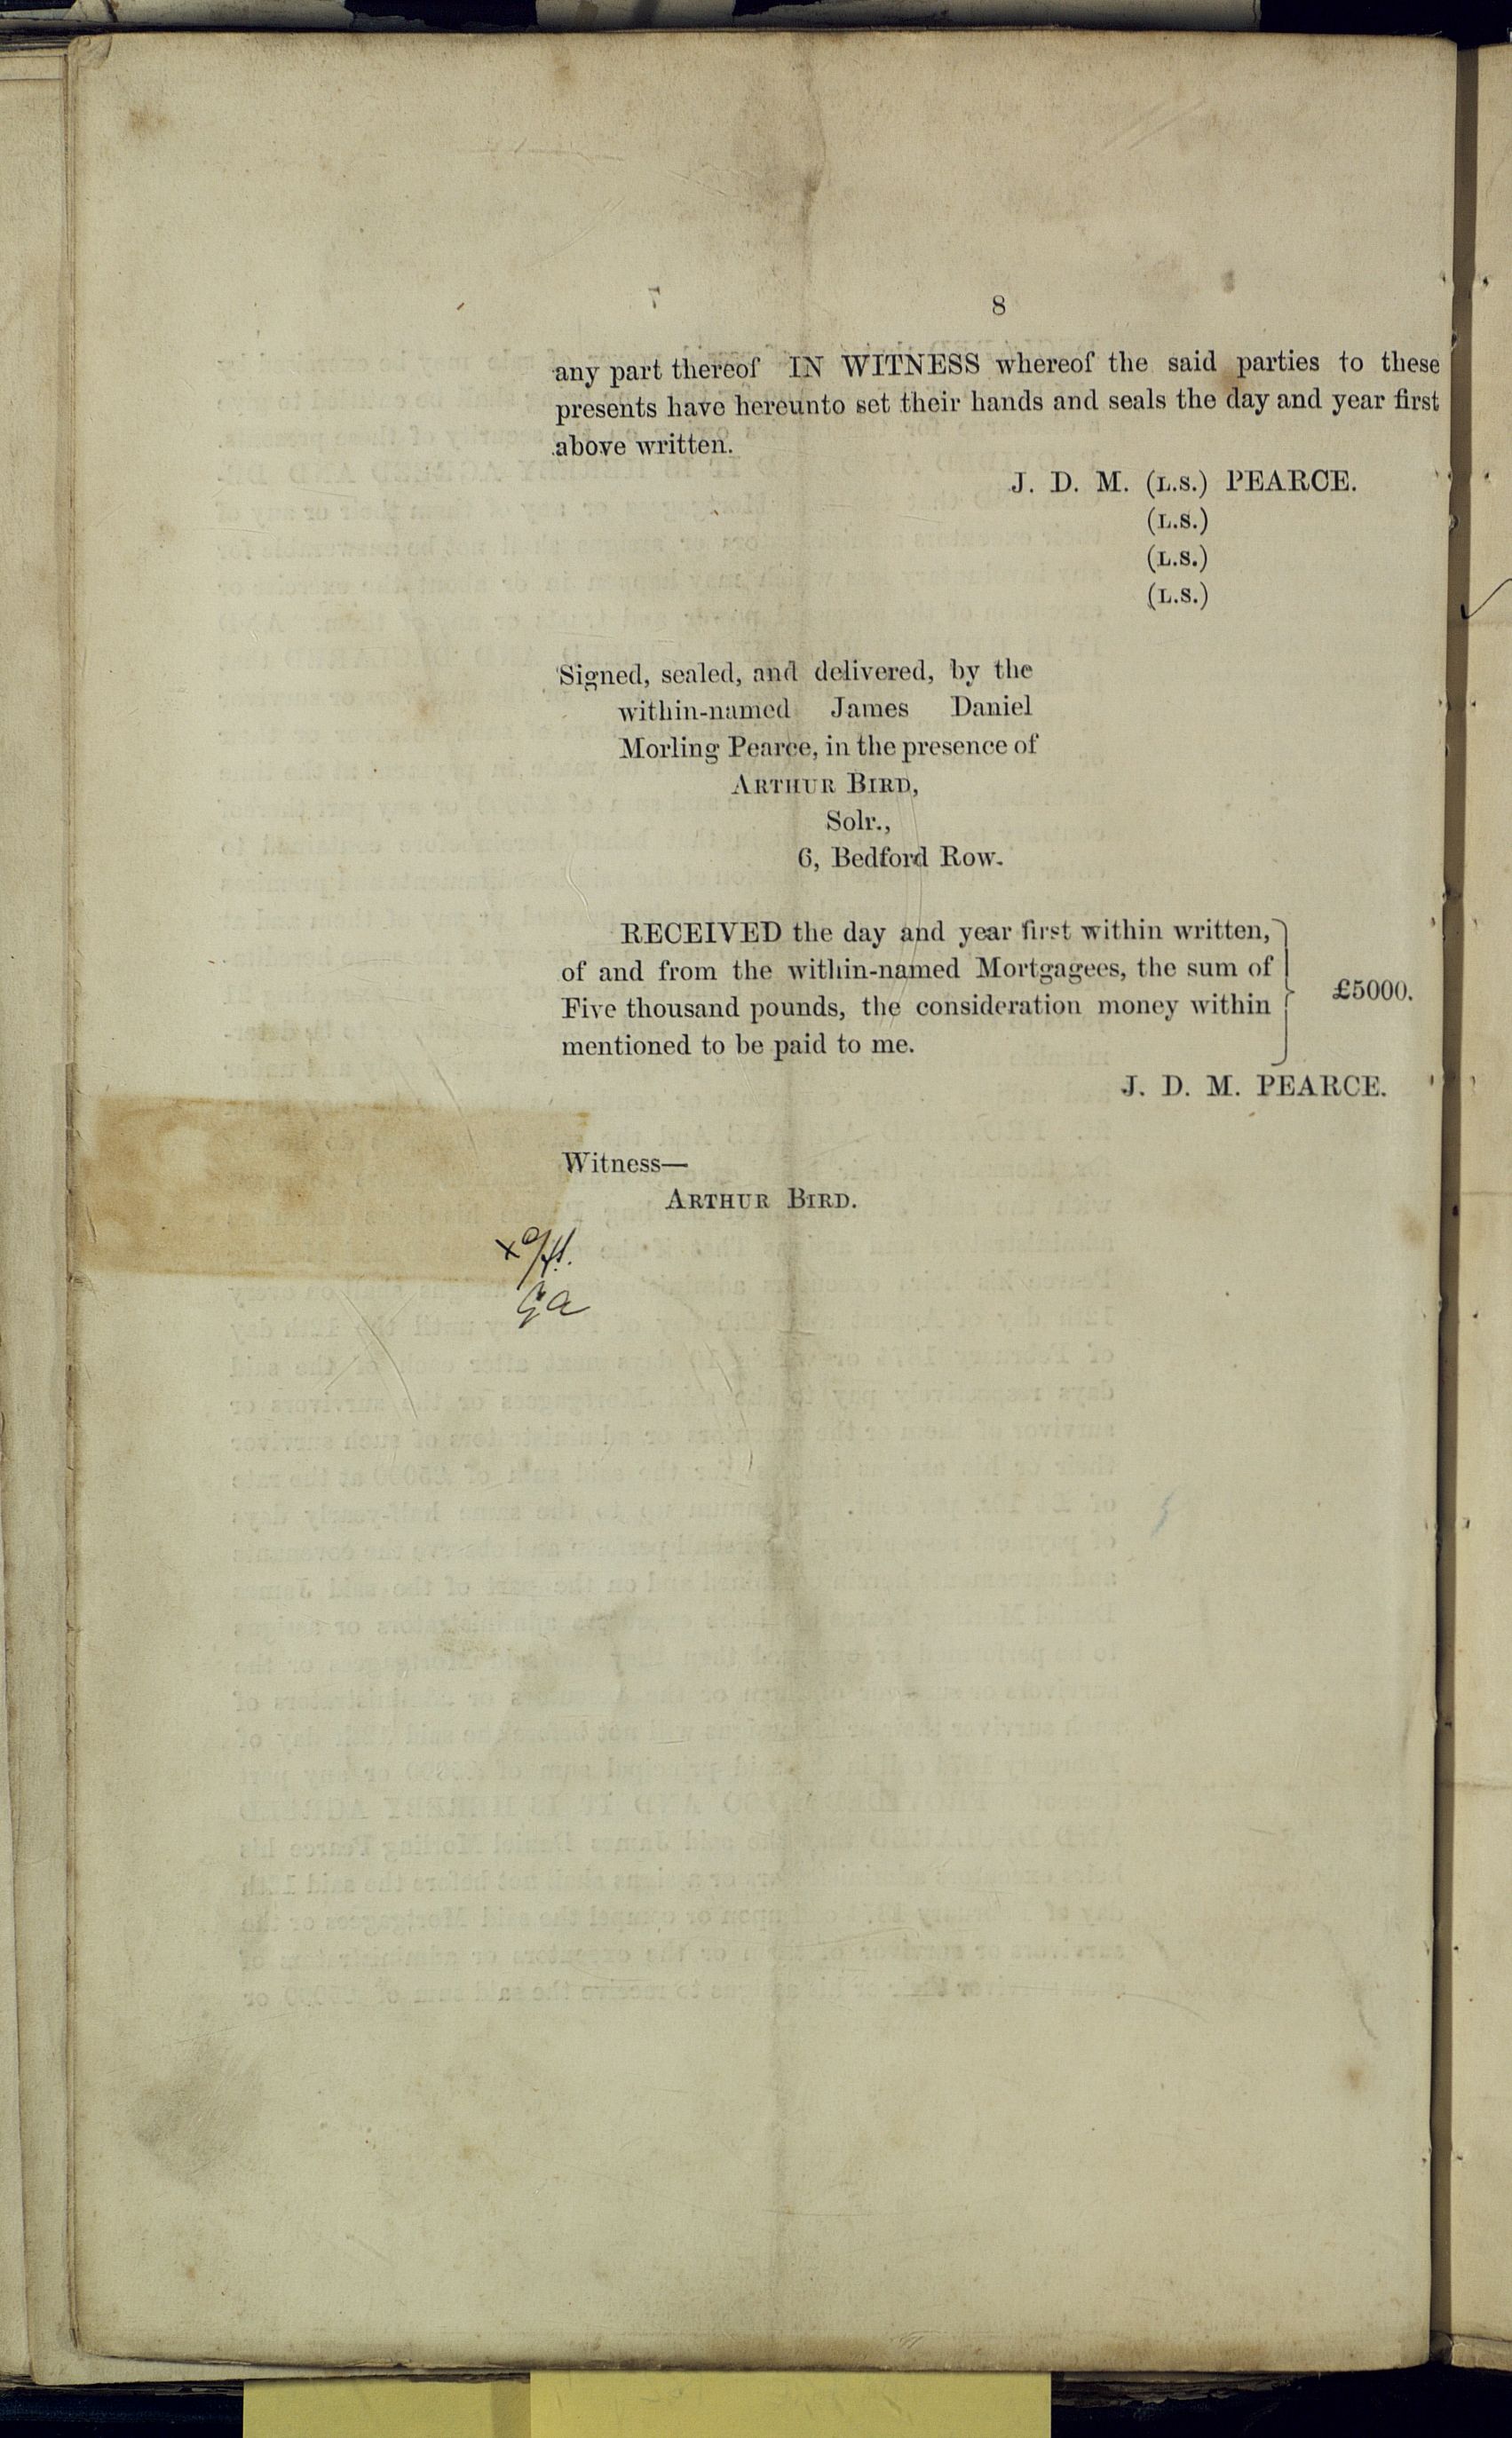 8
any part thereof IN WITNESS whereof the said parties to these
presents have hereunto set their hands and seals the day and year first
above written.
J. D. M. (L.S.) PEARCE.
(L.S.)
(L.S.)
(L.S.)
Signed, sealed, and delivered, by the
within-named James Daniel
Morling Pearce, in the presence of
ARTHUR BIRD,
Solr.,
6, Bedford Row.
RECEIVED the day and year first within written,
of and from the within-named Mortgagees, the sum of
Five thousand pounds, the consideration money within
mentioned to be paid to me.
£5000.
J. D. M. PEARCE.
Witness—
ARTHUR BIRD.